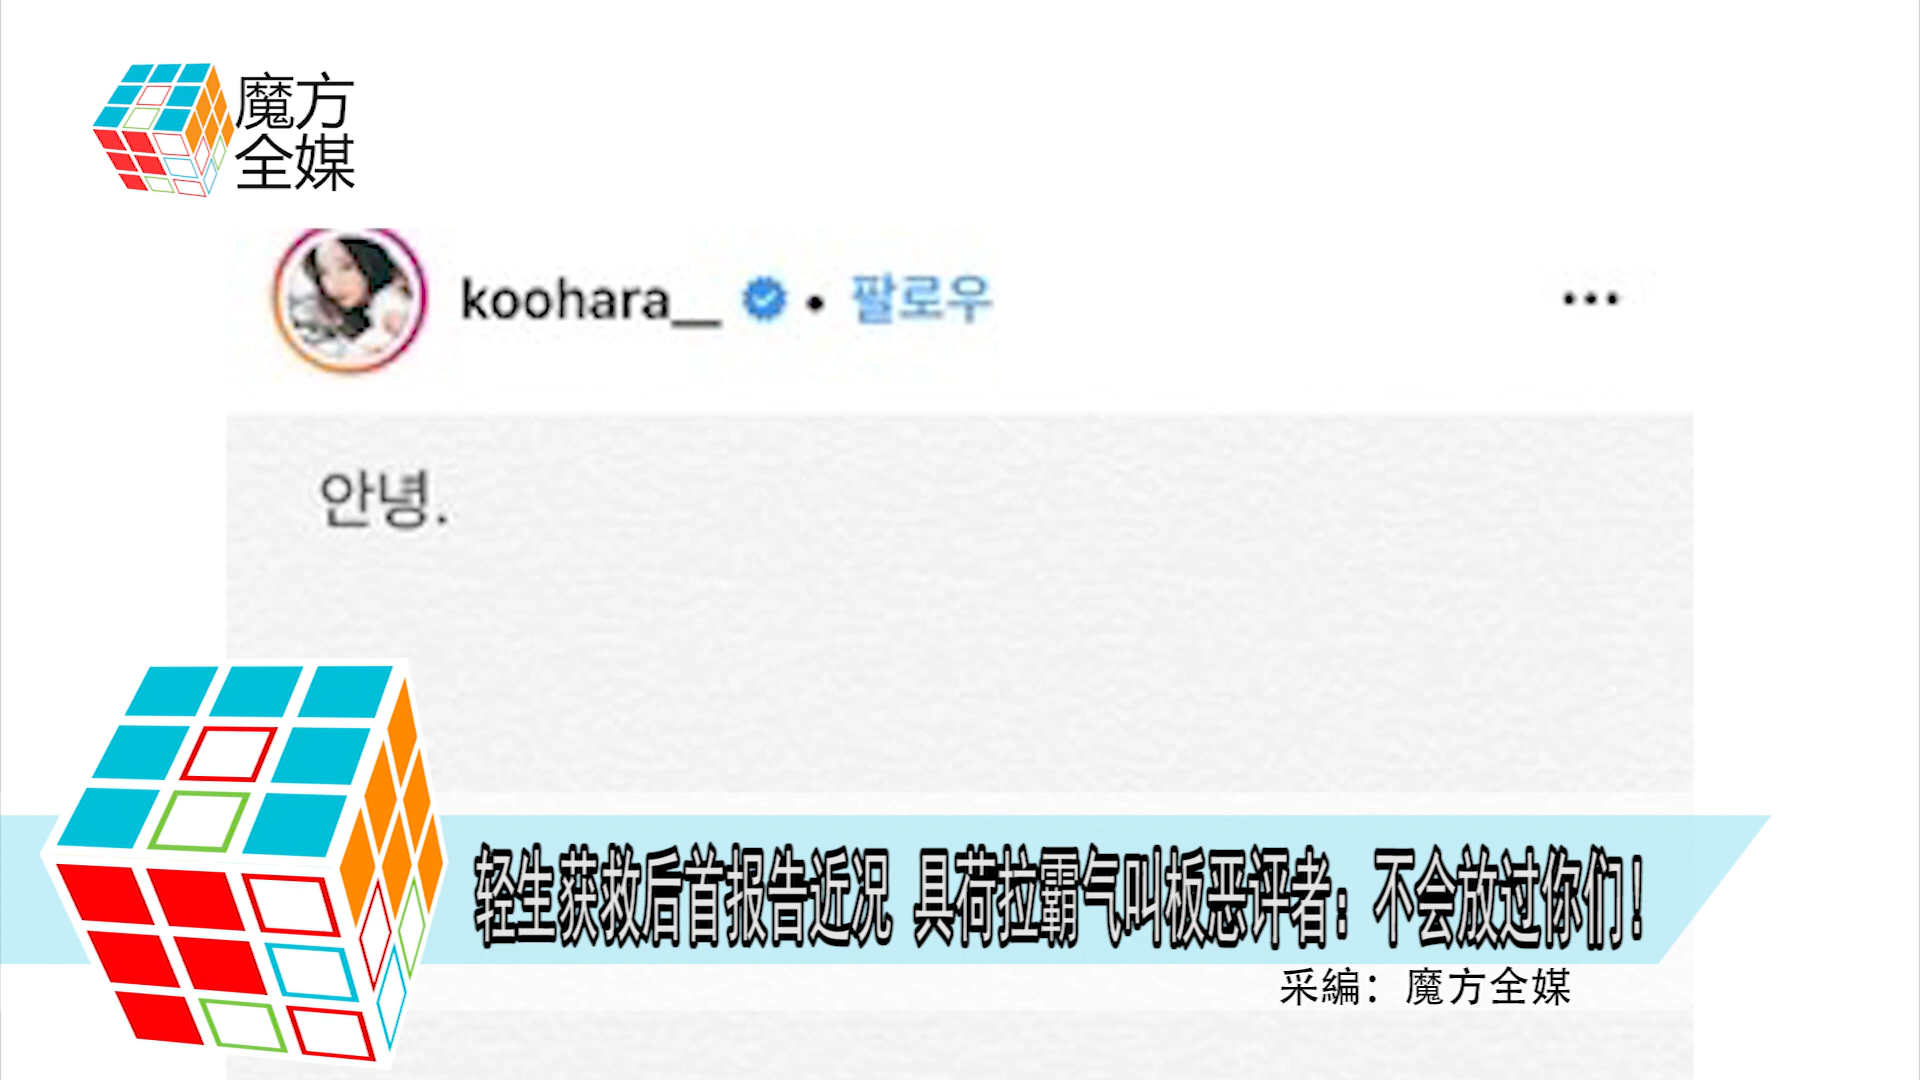 魔方
全媒
koohara__ • 팔로우
안녕.
轻生获救后首报告近况 具荷拉霸气叫板恶评者：不会放过你们！
采編：魔方全媒